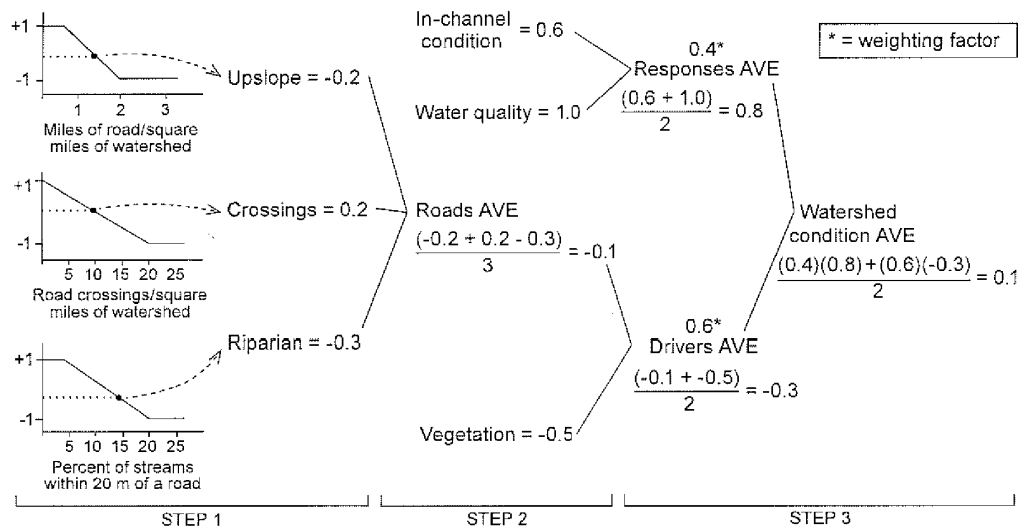 +1
-1
1 2 3
Miles of road/square
miles of watershed
Upslope = -0.2
+1
-1
5 10 15 20 25
Road crossings/square
miles of watershed
Crossings = 0.2
+1
-1
5 10 15 20 25
Percent of streams
within 20 m of a road
Riparian = -0.3
STEP 1
Roads AVE
(-0.2 + 0.2 - 0.3)
3
= -0.1
Vegetation = -0.5
STEP 2
In-channel
condition
= 0.6
Water quality = 1.0
0.4*
Responses AVE
(0.6 + 1.0)
2
= 0.8
0.6*
Drivers AVE
(-0.1 + -0.5)
2
= -0.3
* = weighting factor
Watershed
condition AVE
(0.4)(0.8) + (0.6)(-0.3)
2
= 0.1
STEP 3